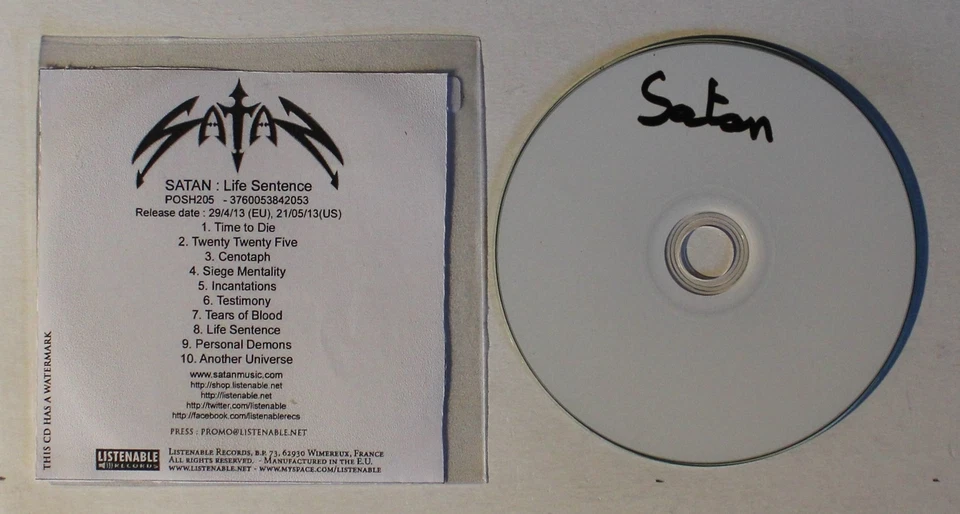 SATAN
SATAN : Life Sentence
POSH205 - 3760053842053
Release date : 29/4/13 (EU), 21/05/13(US)
1. Time to Die
2. Twenty Twenty Five
3. Cenotaph
4. Siege Mentality
5. Incantations
6. Testimony
7. Tears of Blood
8. Life Sentence
9. Personal Demons
10. Another Universe
www.satanmusic.com
http://shop.listenable.net
http://listenable.net
http://twitter.com/listenable
http://facebook.com/listenablerecs
PRESS : PROMO@LISTENABLE.NET
LISTENABLE
RECORDS
LISTENABLE RECORDS, B.P. 73, 62930 WIMEREUX, FRANCE
ALL RIGHTS RESERVED. - MANUFACTURED IN THE E.U.
WWW.LISTENABLE.NET - WWW.MYSPACE.COM/LISTENABLE
THIS CD HAS A WATERMARK
Satan